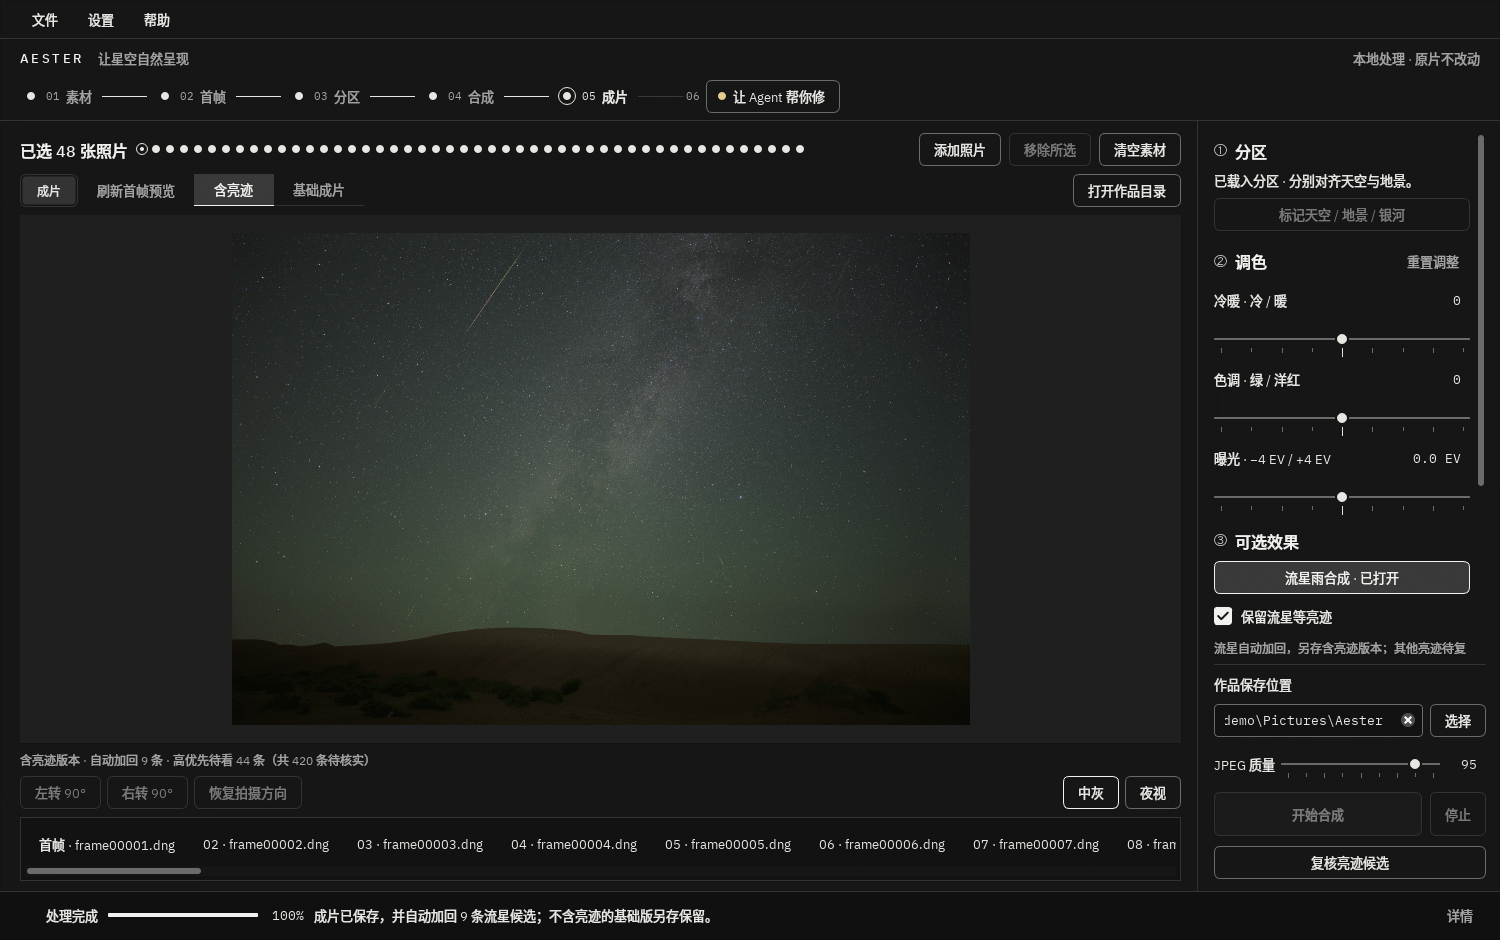 文件 设置 帮助
AESTER 让星空自然呈现 本地处理 · 原片不改动
01 素材 02 首帧 03 分区 04 合成 05 成片 06 让 Agent 帮你修
已选 48 张照片 添加照片 移除所选 清空素材
成片 刷新首帧预览 含亮迹 基础成片 打开作品目录
① 分区
已载入分区 · 分别对齐天空与地景。
标记天空 / 地景 / 银河
② 调色 重置调整
冷暖 · 冷 / 暖 0
色调 · 绿 / 洋红 0
曝光 · −4 EV / +4 EV 0.0 EV
③ 可选效果
流星雨合成 · 已打开
保留流星等亮迹
流星自动加回，另存含亮迹版本；其他亮迹待复
作品保存位置
demo\Pictures\Aester 选择
JPEG 质量 95
开始合成 停止
复核亮迹候选
含亮迹版本 · 自动加回 9 条 · 高优先待看 44 条（共 420 条待核实）
左转 90° 右转 90° 恢复拍摄方向 中灰 夜视
首帧 · frame00001.dng 02 · frame00002.dng 03 · frame00003.dng 04 · frame00004.dng 05 · frame00005.dng 06 · frame00006.dng 07 · frame00007.dng 08 · fram
处理完成 100% 成片已保存，并自动加回 9 条流星候选；不含亮迹的基础版另存保留。 详情